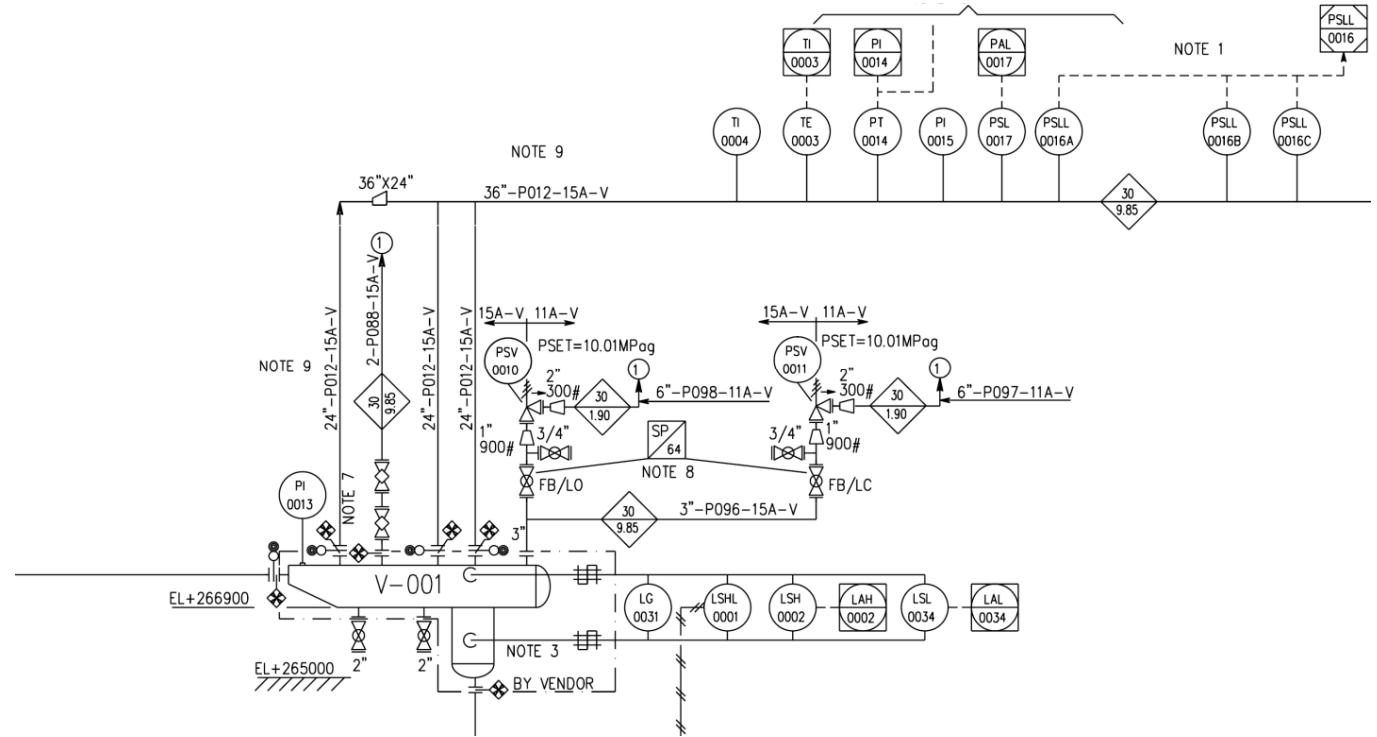 PSLL
0016
TI
0003
PI
0014
PAL
0017
NOTE 1
TI
0004
TE
0003
PT
0014
PI
0015
PSL
0017
PSLL
0016A
PSLL
0016B
PSLL
0016C
NOTE 9
36"X24"
36"-P012-15A-V
30
9.85
1
24"-P012-15A-V
2-P088-15A-V
24"-P012-15A-V
24"-P012-15A-V
NOTE 9
30
9.85
15A-V
11A-V
PSV
0010
PSET=10.01MPag
2"
300#
30
1.90
1
6"-P098-11A-V
1"
900#
3/4"
FB/LO
SP
64
NOTE 8
15A-V
11A-V
PSV
0011
PSET=10.01MPag
2"
300#
30
1.90
1
6"-P097-11A-V
3/4"
1"
900#
FB/LC
30
9.85
3"-P096-15A-V
3"
PI
0013
NOTE 7
V-001
EL+266900
EL+265000
2"
2"
NOTE 3
BY VENDOR
LG
0031
LSHL
0001
LSH
0002
LAH
0002
LSL
0034
LAL
0034